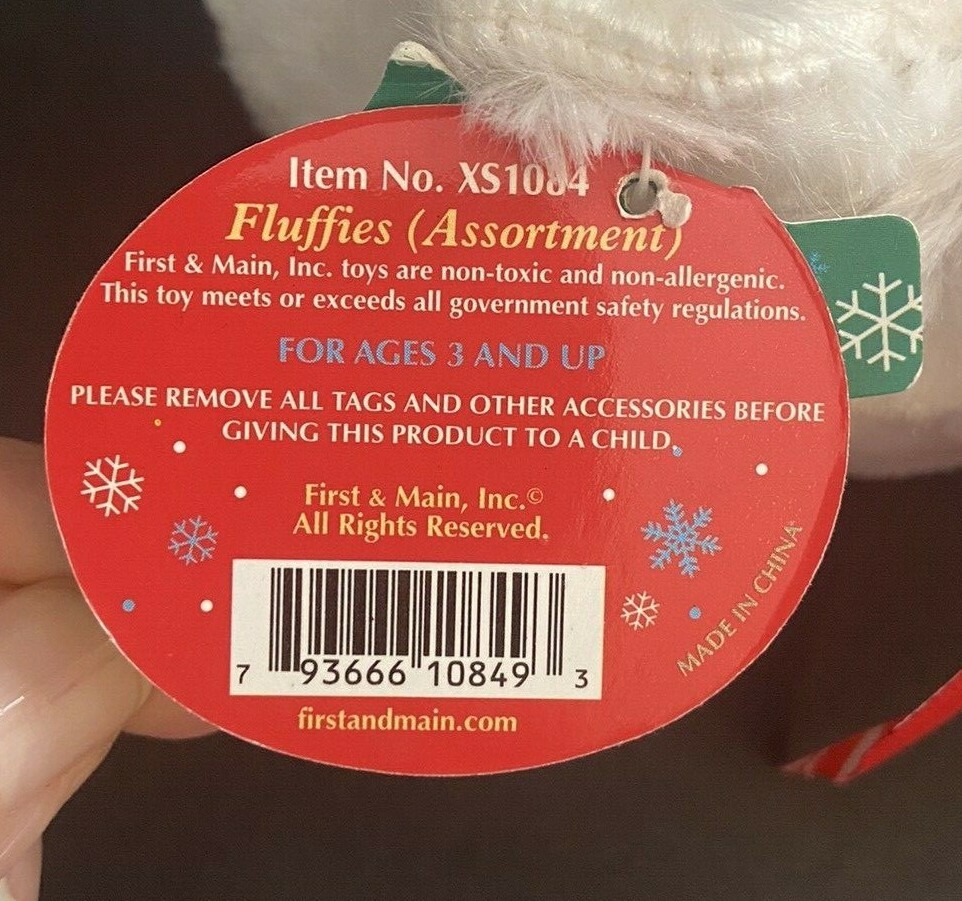 Item No. XS1084
Fluffies (Assortment)
First & Main, Inc. toys are non-toxic and non-allergenic.
This toy meets or exceeds all government safety regulations.
FOR AGES 3 AND UP
PLEASE REMOVE ALL TAGS AND OTHER ACCESSORIES BEFORE
GIVING THIS PRODUCT TO A CHILD.
First & Main, Inc.©
All Rights Reserved.
MADE IN CHINA
7 93666 10849 3
firstandmain.com